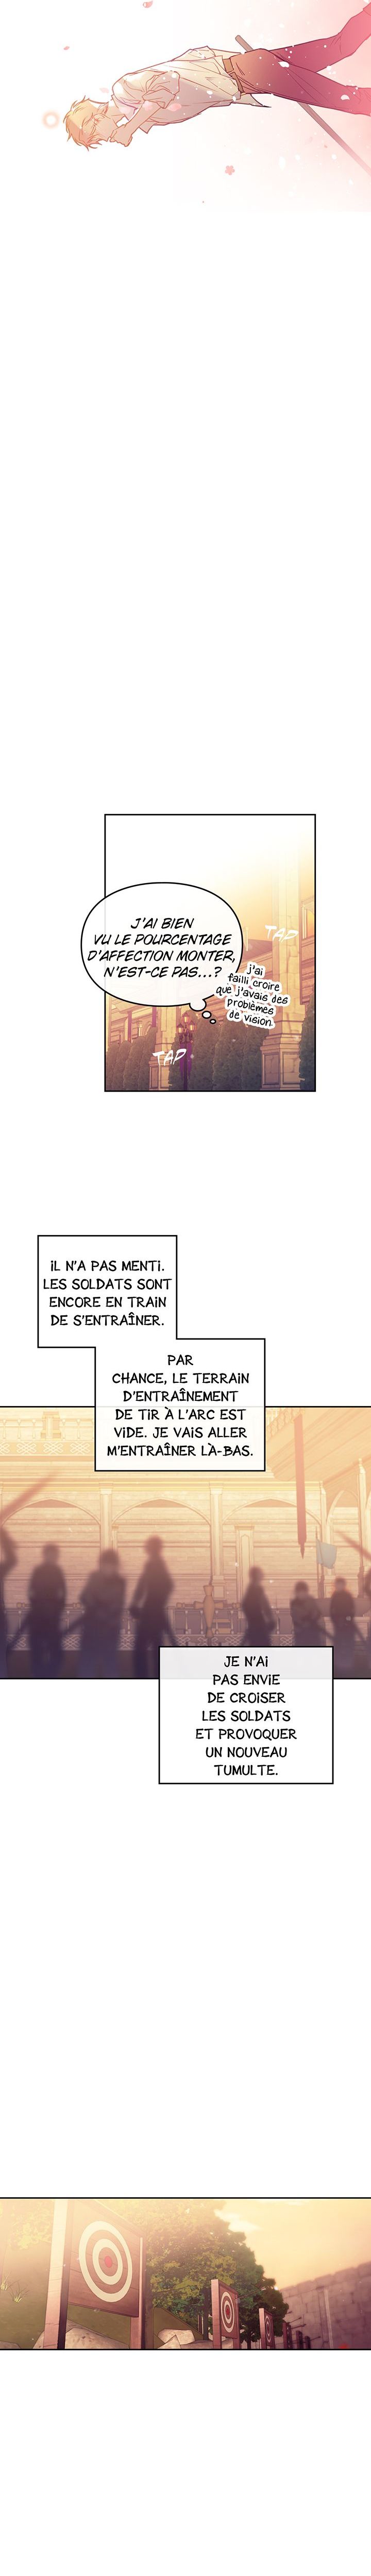 J'AI BIEN
VU LE POURCENTAGE
D'AFFECTION MONTER,
N'EST-CE PAS...?
TAP
j'ai
failli croire
que j'avais des
problèmes
de vision.
TAP
IL N'A PAS MENTI.
LES SOLDATS SONT
ENCORE EN TRAIN
DE S'ENTRAÎNER.
PAR
CHANCE, LE TERRAIN
D'ENTRAÎNEMENT
DE TIR À L'ARC EST
VIDE. JE VAIS ALLER
M'ENTRAÎNER LÀ-BAS.
JE N'AI
PAS ENVIE
DE CROISER
LES SOLDATS
ET PROVOQUER
UN NOUVEAU
TUMULTE.